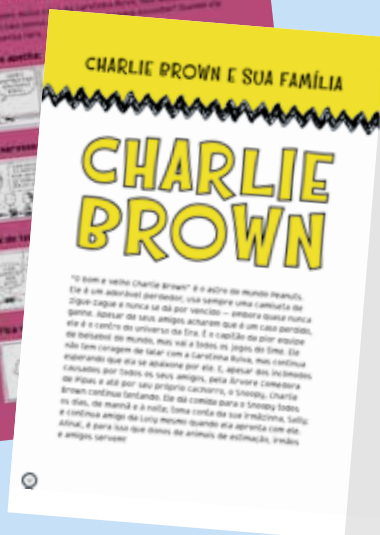 CHARLIE BROWN E SUA FAMÍLIA
CHARLIE
BROWN
"O bom e velho Charlie Brown" é o astro do mundo Peanuts.
Ele é um adorável perdedor, usa sempre uma camisa de
zigue-zague e nunca se dá por vencido — embora quase nunca
ganhe. Apesar de seus amigos acharem que é um caso perdido,
ele é o centro do universo da tira. É o capitão da pior equipe
de beisebol do mundo, mas vai a todos os jogos do time. Ele
não tem coragem de falar com a Garotinha Ruiva, mas continua
esperando que ela se apaixone por ele. E, apesar dos incômodos
causados por todos os seus amigos, pela Árvore Comedora
de Pipas e até por seu próprio cachorro, o Snoopy, Charlie
Brown continua tentando. Ele dá comida para o Snoopy todos
os dias, de manhã e à noite; toma conta da sua irmãzinha, Sally;
e continua amigo da Lucy mesmo quando ela apronta com ele.
Afinal, é para isso que donos de animais de estimação, irmãos
e amigos servem!